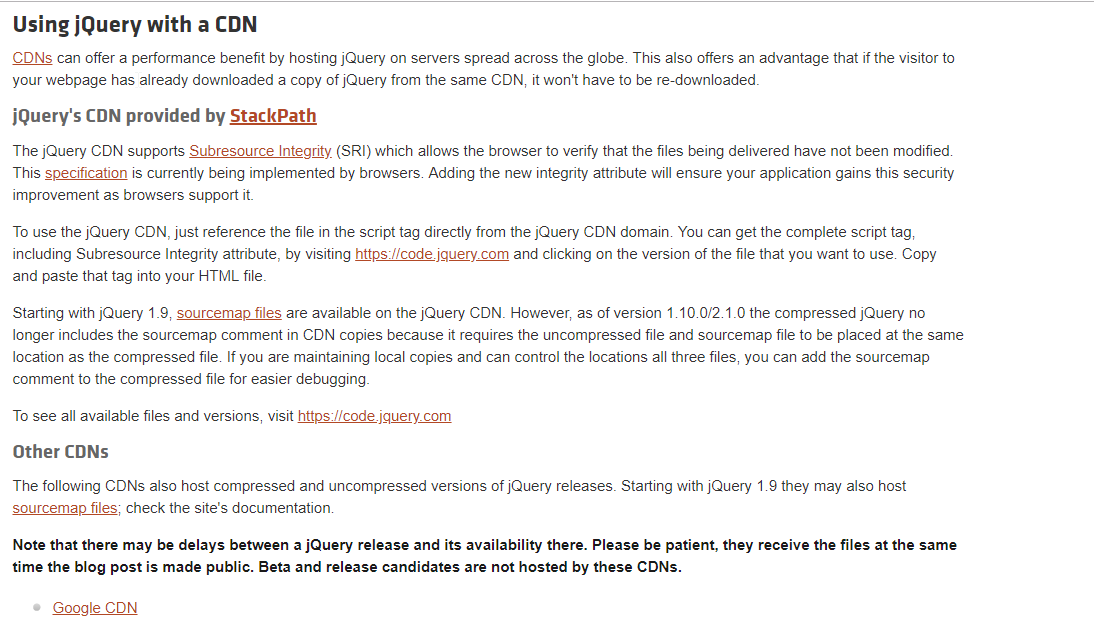 Using jQuery with a CDN
CDNs can offer a performance benefit by hosting jQuery on servers spread across the globe. This also offers an advantage that if the visitor to
your webpage has already downloaded a copy of jQuery from the same CDN, it won't have to be re-downloaded.
jQuery's CDN provided by StackPath
The jQuery CDN supports Subresource Integrity (SRI) which allows the browser to verify that the files being delivered have not been modified.
This specification is currently being implemented by browsers. Adding the new integrity attribute will ensure your application gains this security
improvement as browsers support it.
To use the jQuery CDN, just reference the file in the script tag directly from the jQuery CDN domain. You can get the complete script tag,
including Subresource Integrity attribute, by visiting https://code.jquery.com and clicking on the version of the file that you want to use. Copy
and paste that tag into your HTML file.
Starting with jQuery 1.9, sourcemap files are available on the jQuery CDN. However, as of version 1.10.0/2.1.0 the compressed jQuery no
longer includes the sourcemap comment in CDN copies because it requires the uncompressed file and sourcemap file to be placed at the same
location as the compressed file. If you are maintaining local copies and can control the locations all three files, you can add the sourcemap
comment to the compressed file for easier debugging.
To see all available files and versions, visit https://code.jquery.com
Other CDNs
The following CDNs also host compressed and uncompressed versions of jQuery releases. Starting with jQuery 1.9 they may also host
sourcemap files; check the site's documentation.
Note that there may be delays between a jQuery release and its availability there. Please be patient, they receive the files at the same
time the blog post is made public. Beta and release candidates are not hosted by these CDNs.
Google CDN